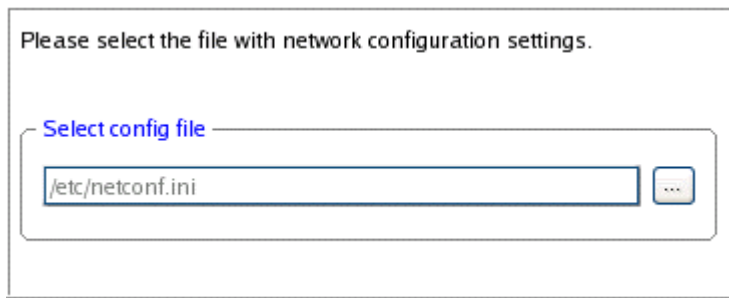 Please select the file with network configuration settings.
Select config file
/etc/netconf.ini
...